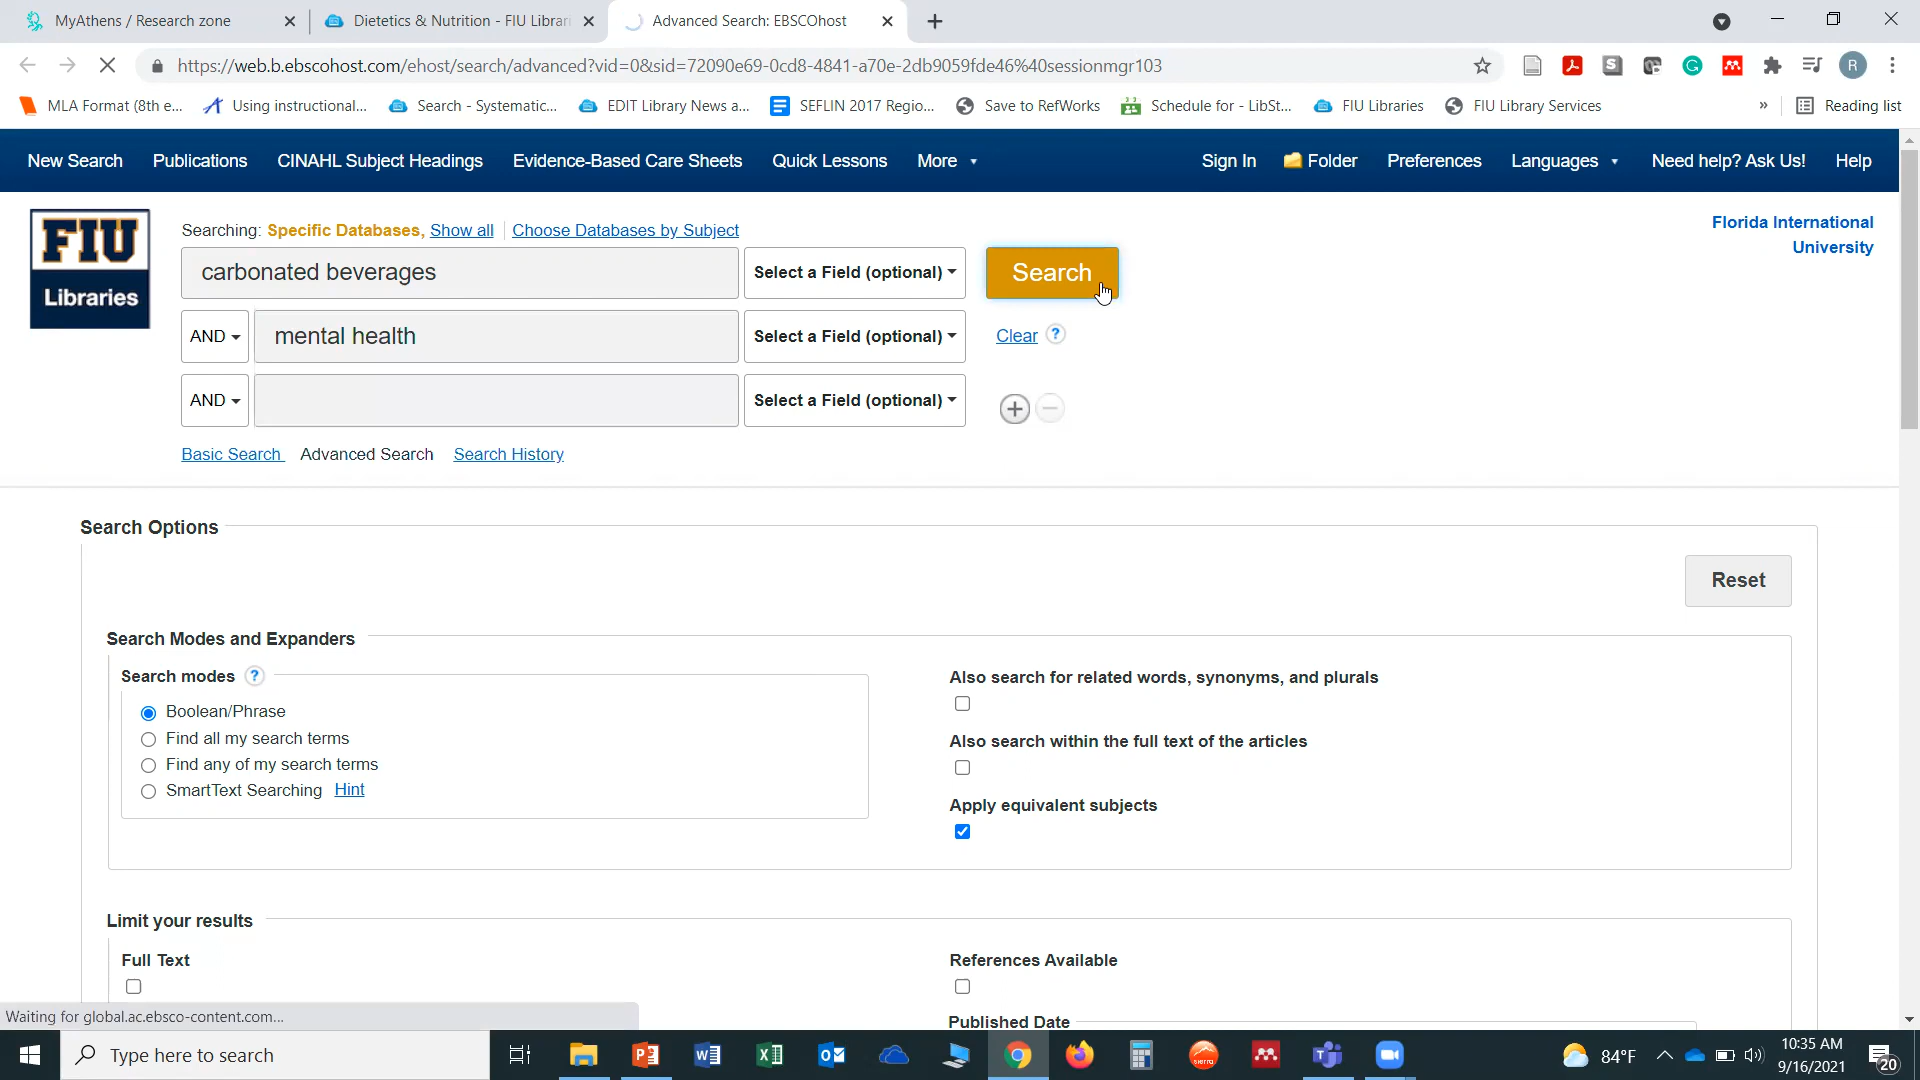 MyAthens / Research zone
Dietetics & Nutrition - FIU Librari
Advanced Search: EBSCOhost
https://web.b.ebscohost.com/ehost/search/advanced?vid=0&sid=72090e69-0cd8-4841-a70e-2db9059fde46%40sessionmgr103
R
MLA Format (8th e... Using instructional... Search - Systematic... EDIT Library News a... SEFLIN 2017 Regio... Save to RefWorks Schedule for - LibSt... FIU Libraries FIU Library Services » Reading list
New Search Publications CINAHL Subject Headings Evidence-Based Care Sheets Quick Lessons More Sign In Folder Preferences Languages Need help? Ask Us! Help
FIU
Libraries
Searching: Specific Databases, Show all Choose Databases by Subject
Florida International
University
carbonated beverages Select a Field (optional) Search
AND mental health Select a Field (optional) Clear ?
AND Select a Field (optional)
Basic Search Advanced Search Search History
Search Options
Reset
Search Modes and Expanders
Search modes ?
Boolean/Phrase
Find all my search terms
Find any of my search terms
SmartText Searching Hint
Also search for related words, synonyms, and plurals
Also search within the full text of the articles
Apply equivalent subjects
Limit your results
Full Text
References Available
Published Date
Waiting for global.ac.ebsco-content.com...
Type here to search
84°F
10:35 AM
9/16/2021
20